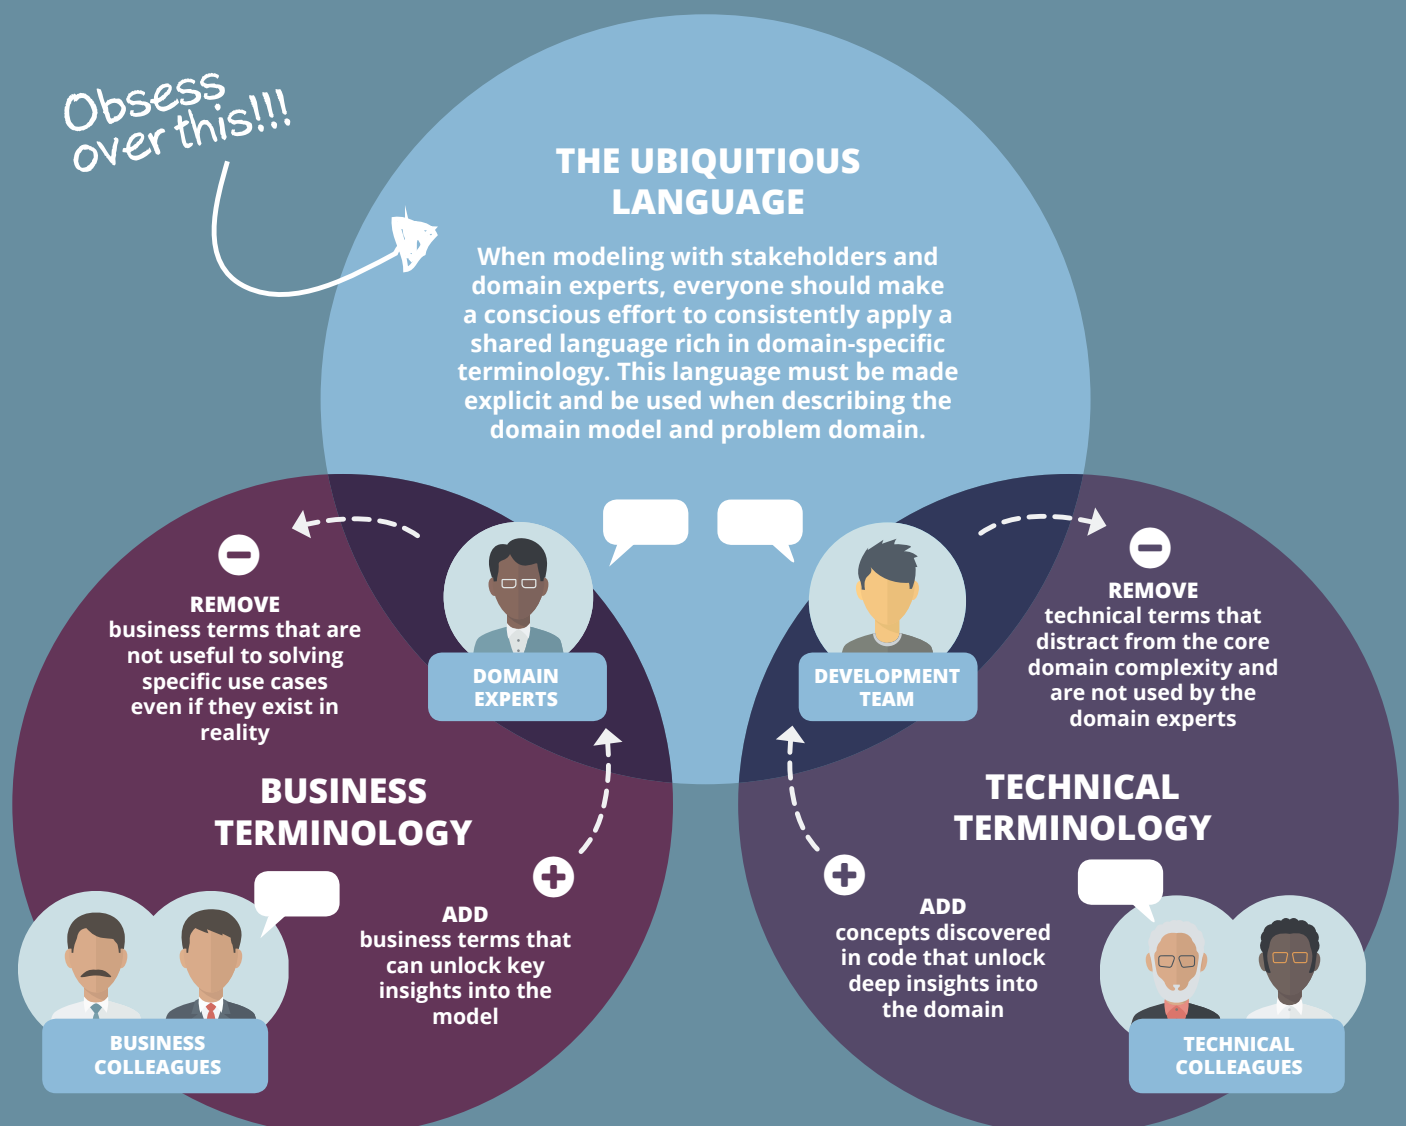 Obsess
over this!!!
THE UBIQUITIOUS
LANGUAGE
When modeling with stakeholders and
domain experts, everyone should make
a conscious effort to consistently apply a
shared language rich in domain-specific
terminology. This language must be made
explicit and be used when describing the
domain model and problem domain.
REMOVE
business terms that are
not useful to solving
specific use cases
even if they exist in
reality
DOMAIN
EXPERTS
DEVELOPMENT
TEAM
REMOVE
technical terms that
distract from the core
domain complexity and
are not used by the
domain experts
BUSINESS
TERMINOLOGY
ADD
business terms that
can unlock key
insights into the
model
BUSINESS
COLLEAGUES
TECHNICAL
TERMINOLOGY
ADD
concepts discovered
in code that unlock
deep insights into
the domain
TECHNICAL
COLLEAGUES